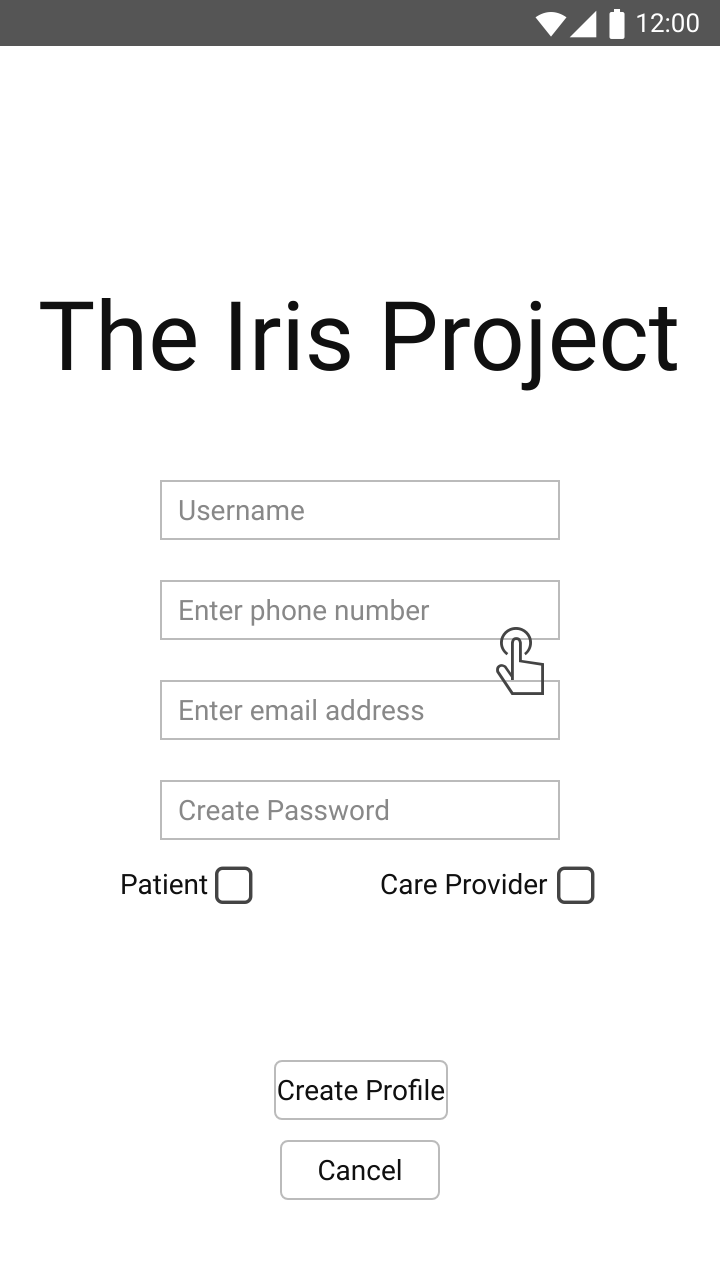 12:00
The Iris Project
Username
Enter phone number
Enter email address
Create Password
Patient Care Provider
Create Profile
Cancel